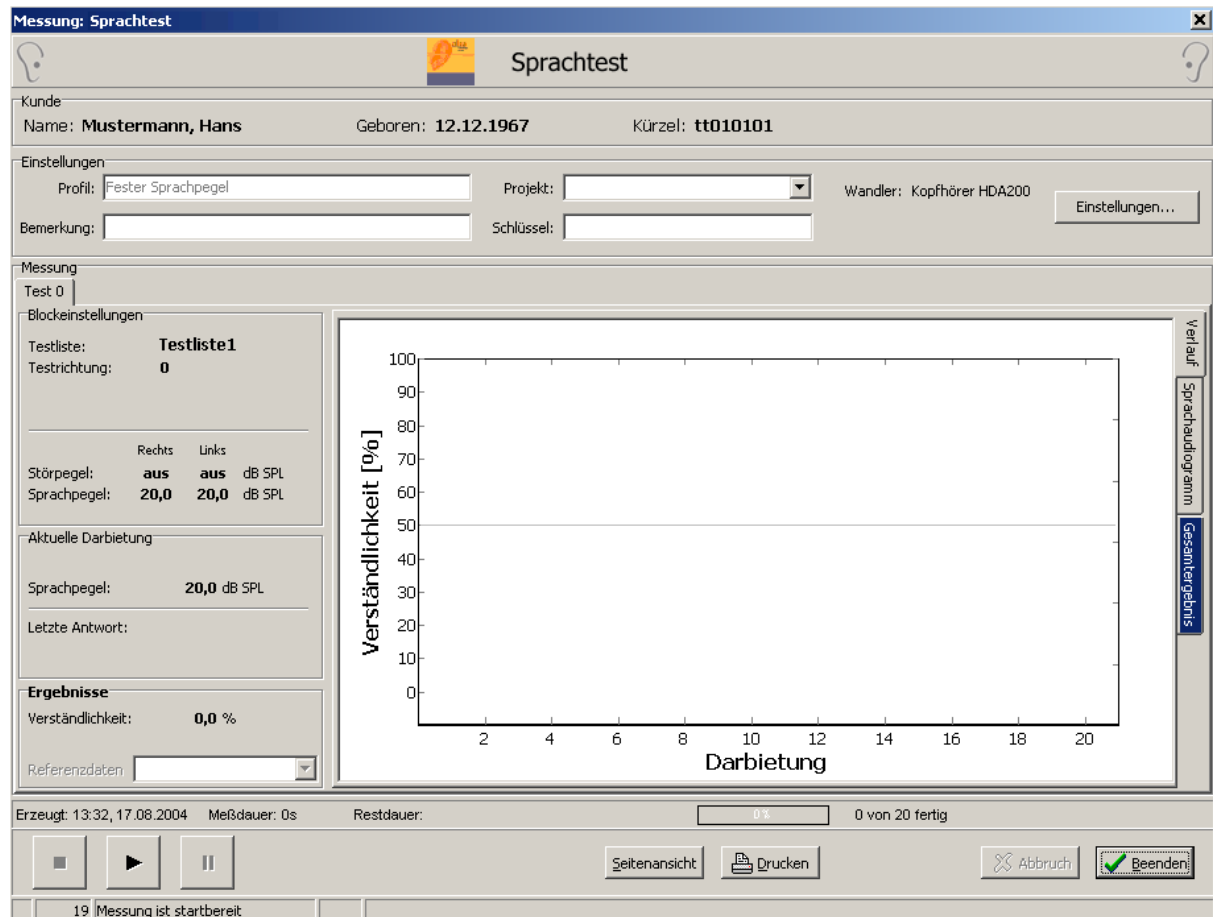 Messung: Sprachtest
Sprachtest
Kunde
Name: Mustermann, Hans Geboren: 12.12.1967 Kürzel: tt010101
Einstellungen
Profil: Fester Sprachpegel Projekt: Wandler: Kopfhörer HDA200 Einstellungen...
Bemerkung: Schlüssel:
Messung
Test 0
Blockeinstellungen
Testliste: Testliste1
Testrichtung: 0
Rechts Links
Störpegel: aus aus dB SPL
Sprachpegel: 20,0 20,0 dB SPL
Aktuelle Darbietung
Sprachpegel: 20,0 dB SPL
Letzte Antwort:
Ergebnisse
Verständlichkeit: 0,0 %
Referenzdaten
Verständlichkeit [%]
100
90
80
70
60
50
40
30
20
10
0
2 4 6 8 10 12 14 16 18 20
Darbietung
Verlauf
Sprachaudiogramm
Gesamtergebnis
Erzeugt: 13:32, 17.08.2004 Meßdauer: 0s Restdauer: 0% 0 von 20 fertig
Seitenansicht Drucken Abbruch Beenden
19 Messung ist startbereit